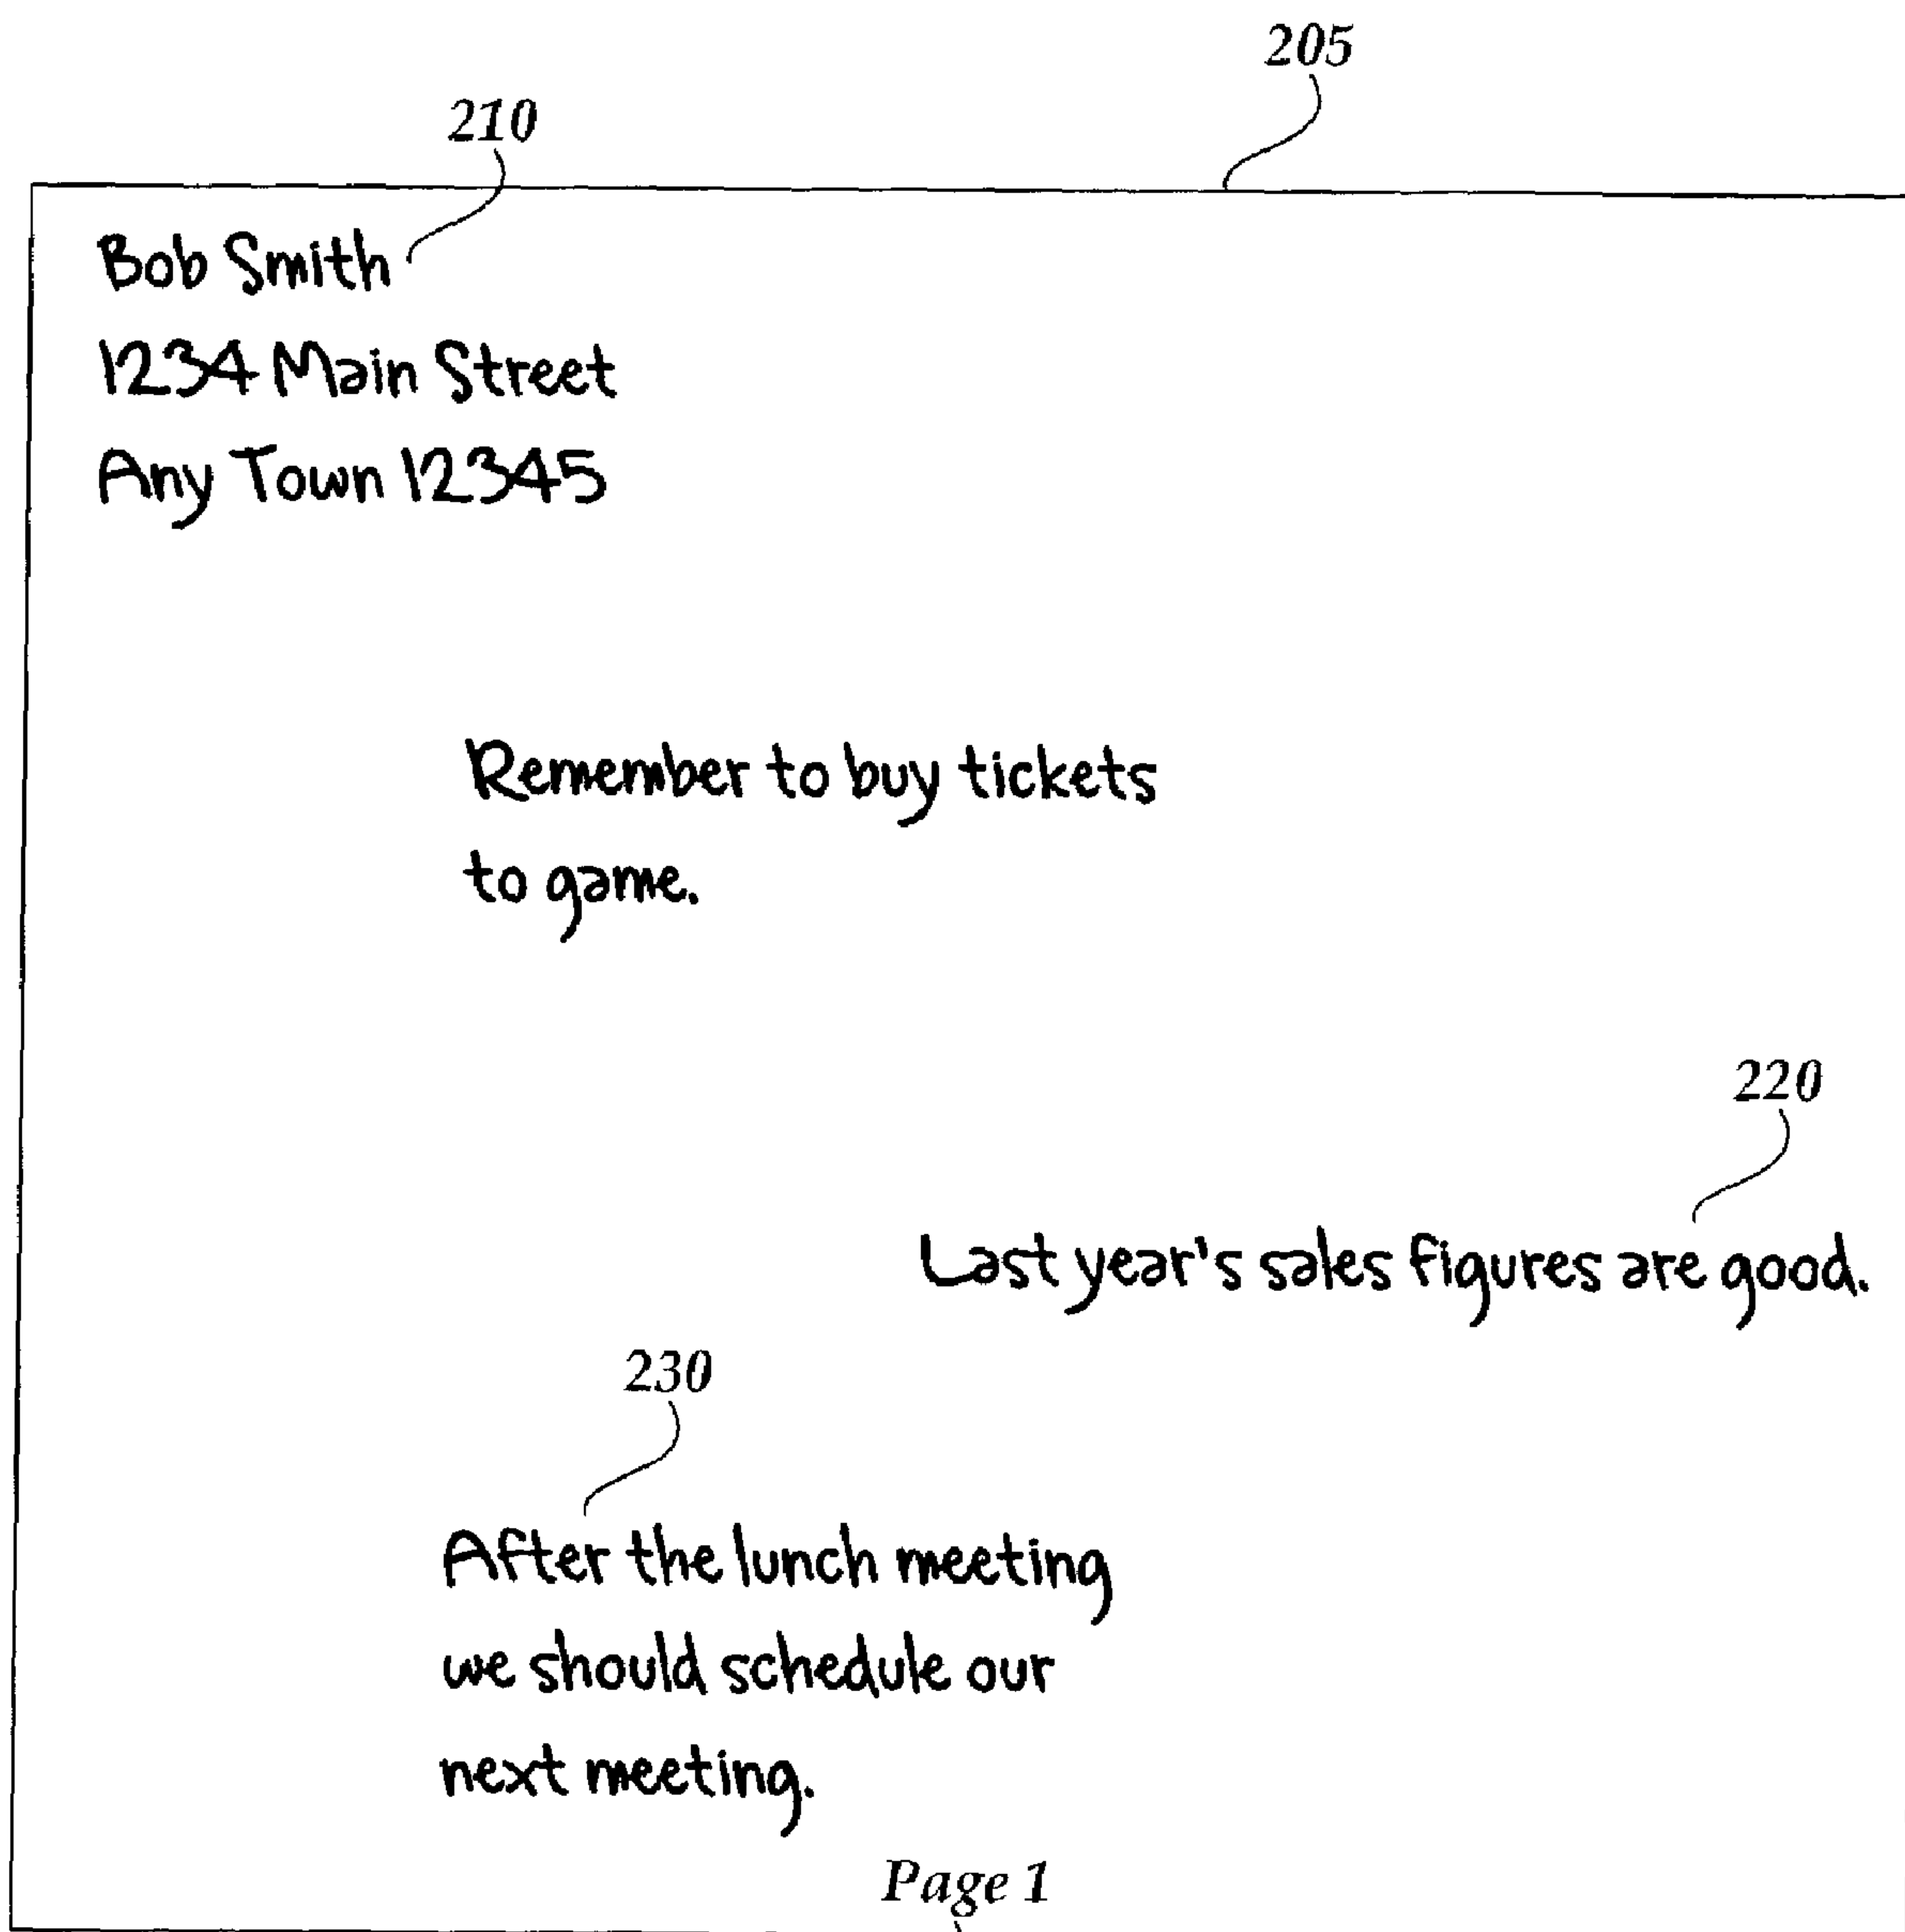 205
210
Bob Smith
1234 Main Street
Any Town 12345
Remember to buy tickets
to game.
220
Last year's sales figures are good.
230
After the lunch meeting
we should schedule our
next meeting.
Page 1